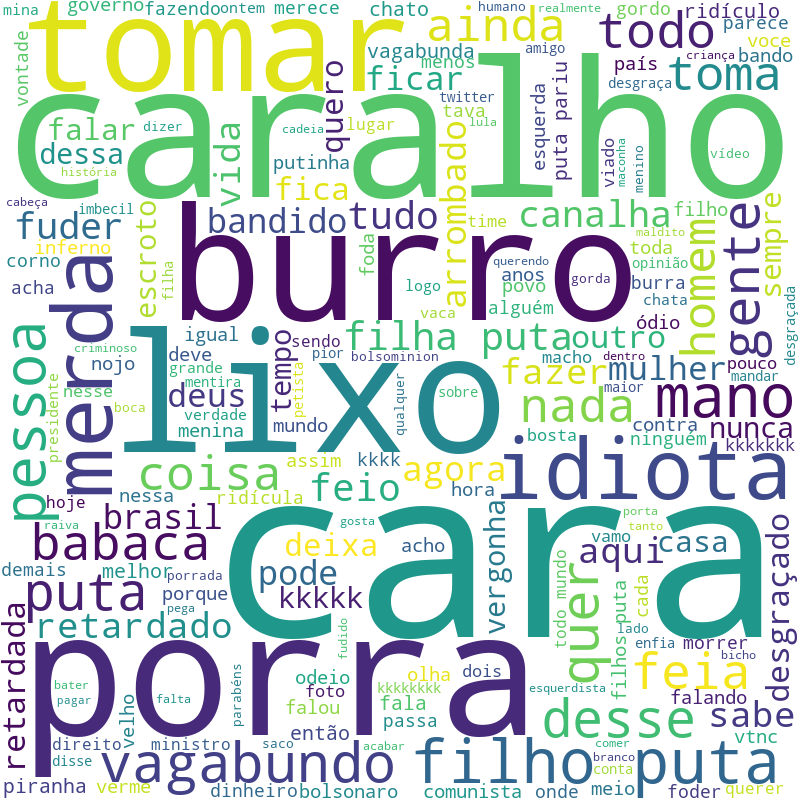 mina
governo
fazendo
ontem
merece
chato
humano
realmente
gordo
ridículo
vontade
tomar
ainda
amigo
todo
parece
voce
vagabunda
menos
bando
caralho
ficar
twitter
criança
país
desgraça
toma
falar
dizer
cadeia
lugar
tava
lula
esquerda
puta pariu
viado
maconha
menino
vídeo
quero
dessa
vida
putinha
história
fica
arrombado
cabeça
imbecil
escroto
bandido
tudo
time
canalha
filho
maldito
sempre
fuder
burro
foda
querendo
toda
opinião
homem
gente
inferno
corno
filha
logo
anos
povo
gorda
burra
acha
merda
vaca
alguém
chata
ódio
desgraçada
criminoso
igual
tempo
sendo
filha puta
outro
dentro
nojo
deve
pior
bolsominion
macho
pouco
pessoa
nesse
grande
mentira
lixo
petista
qualquer
fazer
mulher
mandar
presidente
boca
deus
verdade
sobre
nada
maior
mano
menina
mundo
bosta
contra
ninguém
nunca
kkkkkkk
assim
kkkk
agora
idiota
coisa
hoje
nessa
ridícula
feio
hora
brasil
raiva
gosta
cara
vergonha
porta
tanto
babaca
deixa
acho
vamo
casa
desgraçado
demais
melhor
porrada
pode
todo mundo
aqui
puta
porque
pega
kkkkk
quer
filhos puta
cada
retardada
retardado
fudido
lado
enfia
morrer
bicho
porra
odeio
olha
dois
feia
bater
foto
kkkkkkkk
fala
esquerdista
falando
pagar
falta
parabéns
falou
passa
desse
sabe
velho
então
vtnc
direito
ministro
saco
acabar
comer
branco
disse
vagabundo
filho puta
conta
piranha
verme
dinheiro
bolsonaro
comunista
onde
meio
foder
querer